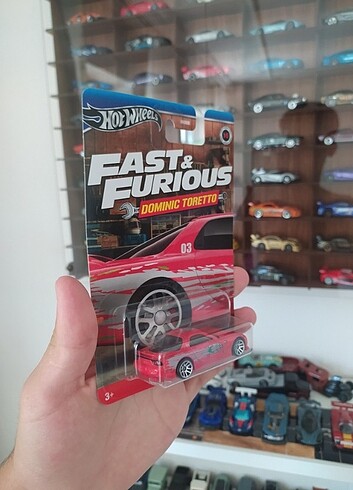 HOT WHEELS
FAST &
FURIOUS
DOMINIC TORETTO
03
3+